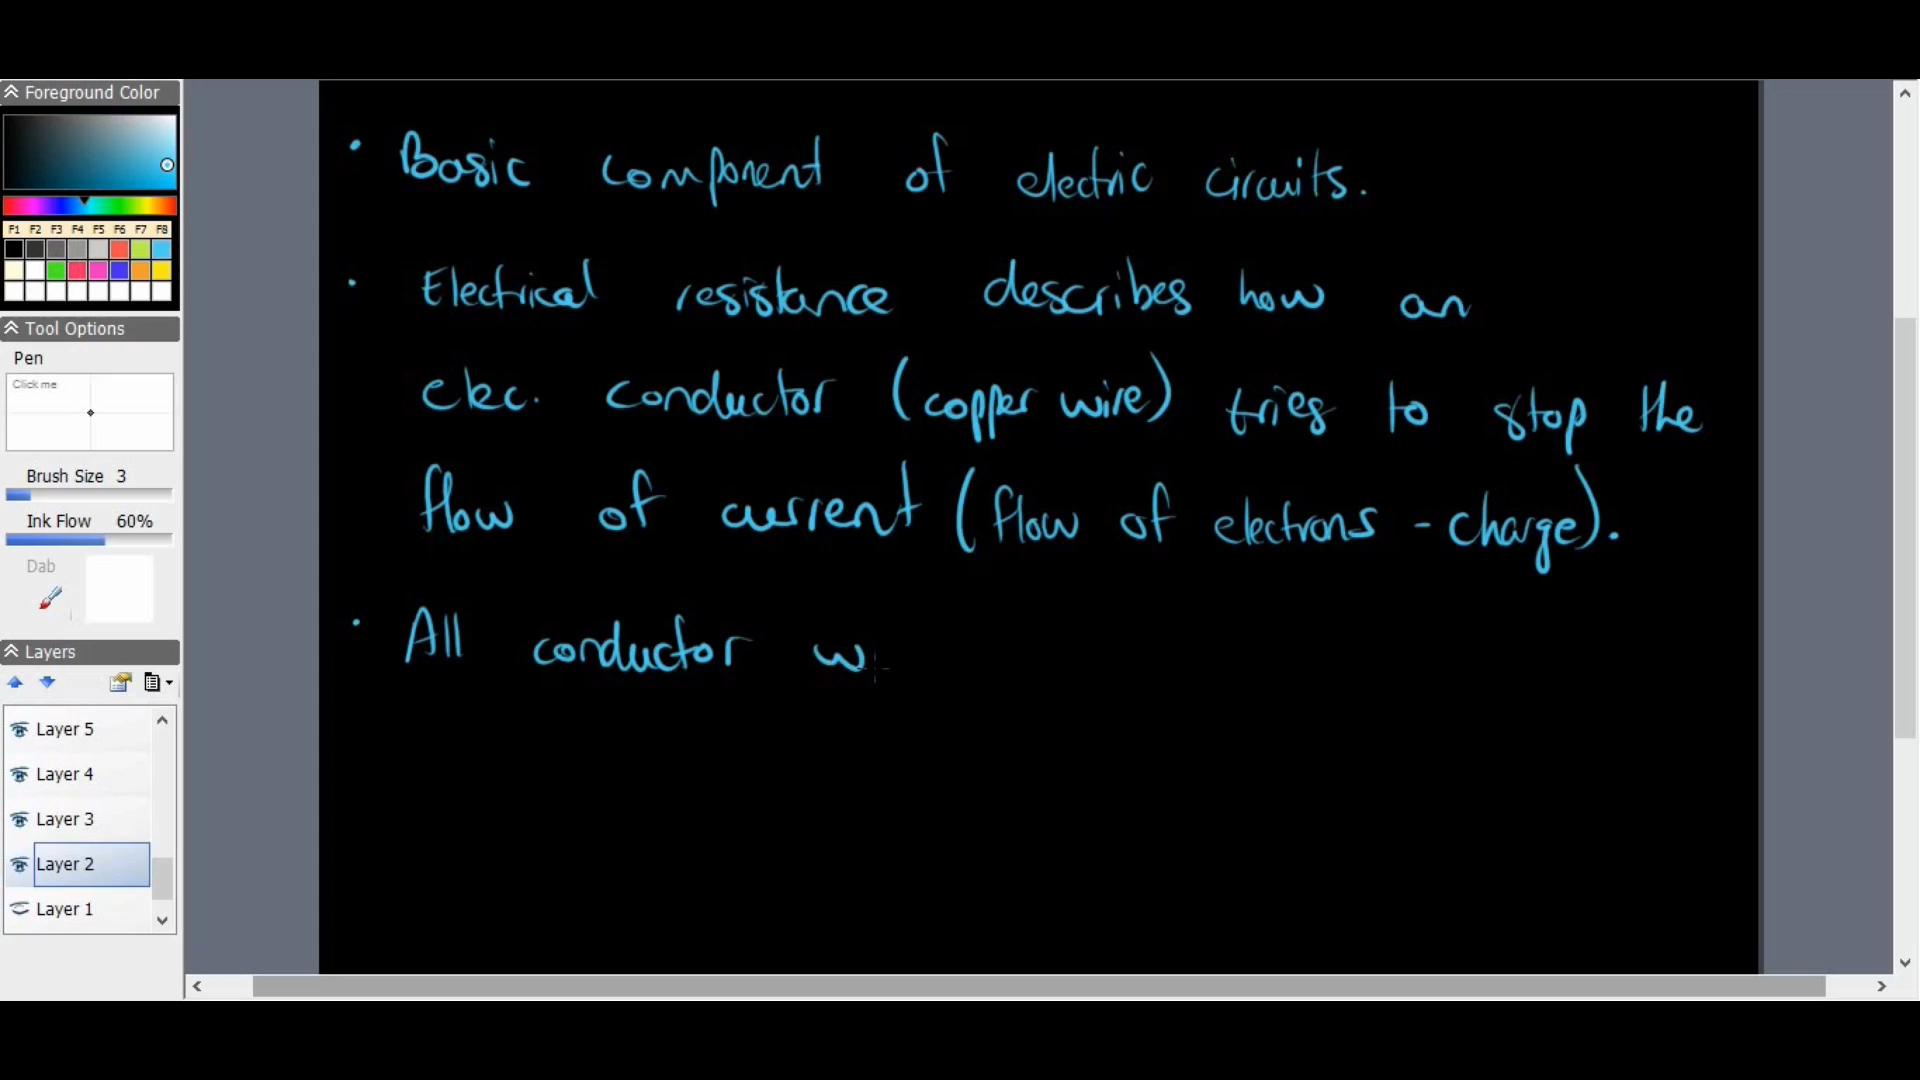 Foreground Color
F1 F2 F3 F4 F5 F6 F7 F8
Tool Options
Pen
Click me
Brush Size 3
Ink Flow 60%
Dab
Layers
Layer 5
Layer 4
Layer 3
Layer 2
Layer 1
• Basic component of electric circuits.
• Electrical resistance describes how an
elec. conductor (copper wire) tries to stop the
flow of current (flow of electrons - charge).
• All conductor w